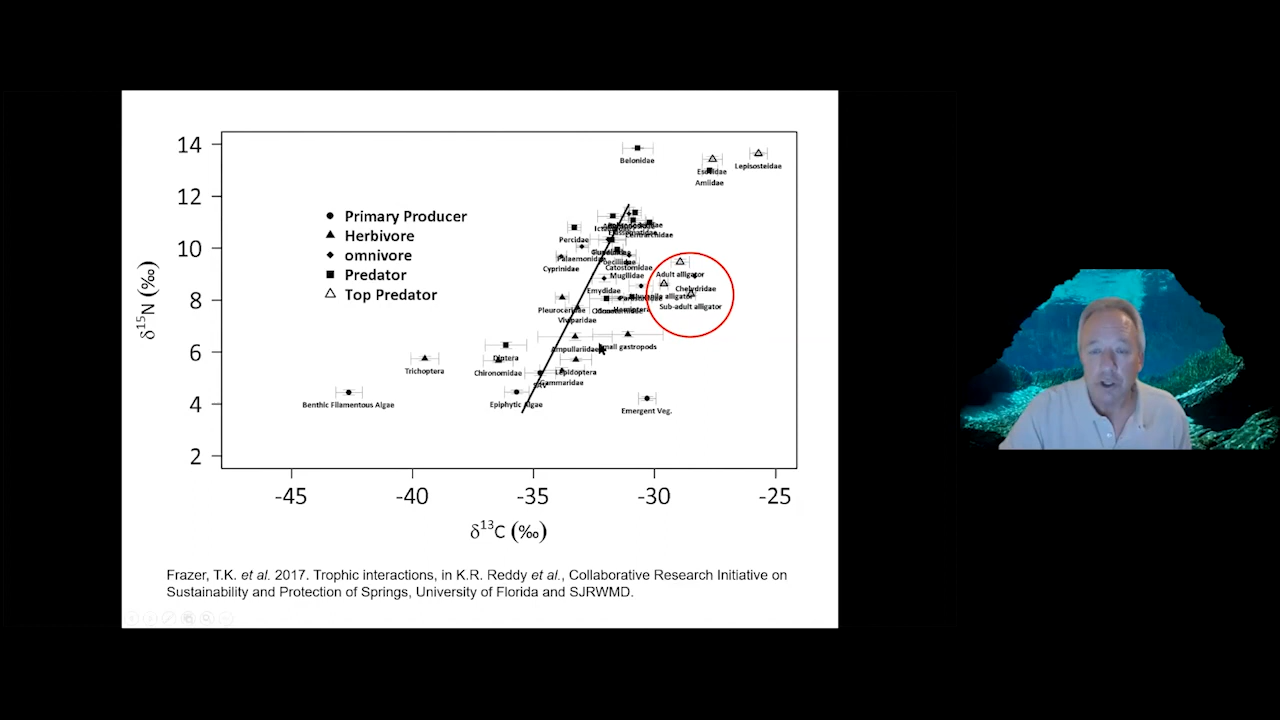 14
12
10
8
6
4
2
δ15N (‰)
Primary Producer
Herbivore
omnivore
Predator
Top Predator
Belonidae
Lepisosteidae
Amiidae
Percidae
Centrarchidae
Palaemonidae
Cyprinidae
Catostomidae
Mugilidae
Adult alligator
Chelydridae
Emydidae
alligator
Sub-adult alligator
Pleuroceridae
Viviparidae
Ampullariidae
Small gastropods
Diptera
Trichoptera
Chironomidae
Lepidoptera
Gammaridae
SAV
Benthic Filamentous Algae
Epiphytic Algae
Emergent Veg.
-45
-40
-35
-30
-25
δ13C (‰)
Frazer, T.K. et al. 2017. Trophic interactions, in K.R. Reddy et al., Collaborative Research Initiative on
Sustainability and Protection of Springs, University of Florida and SJRWMD.